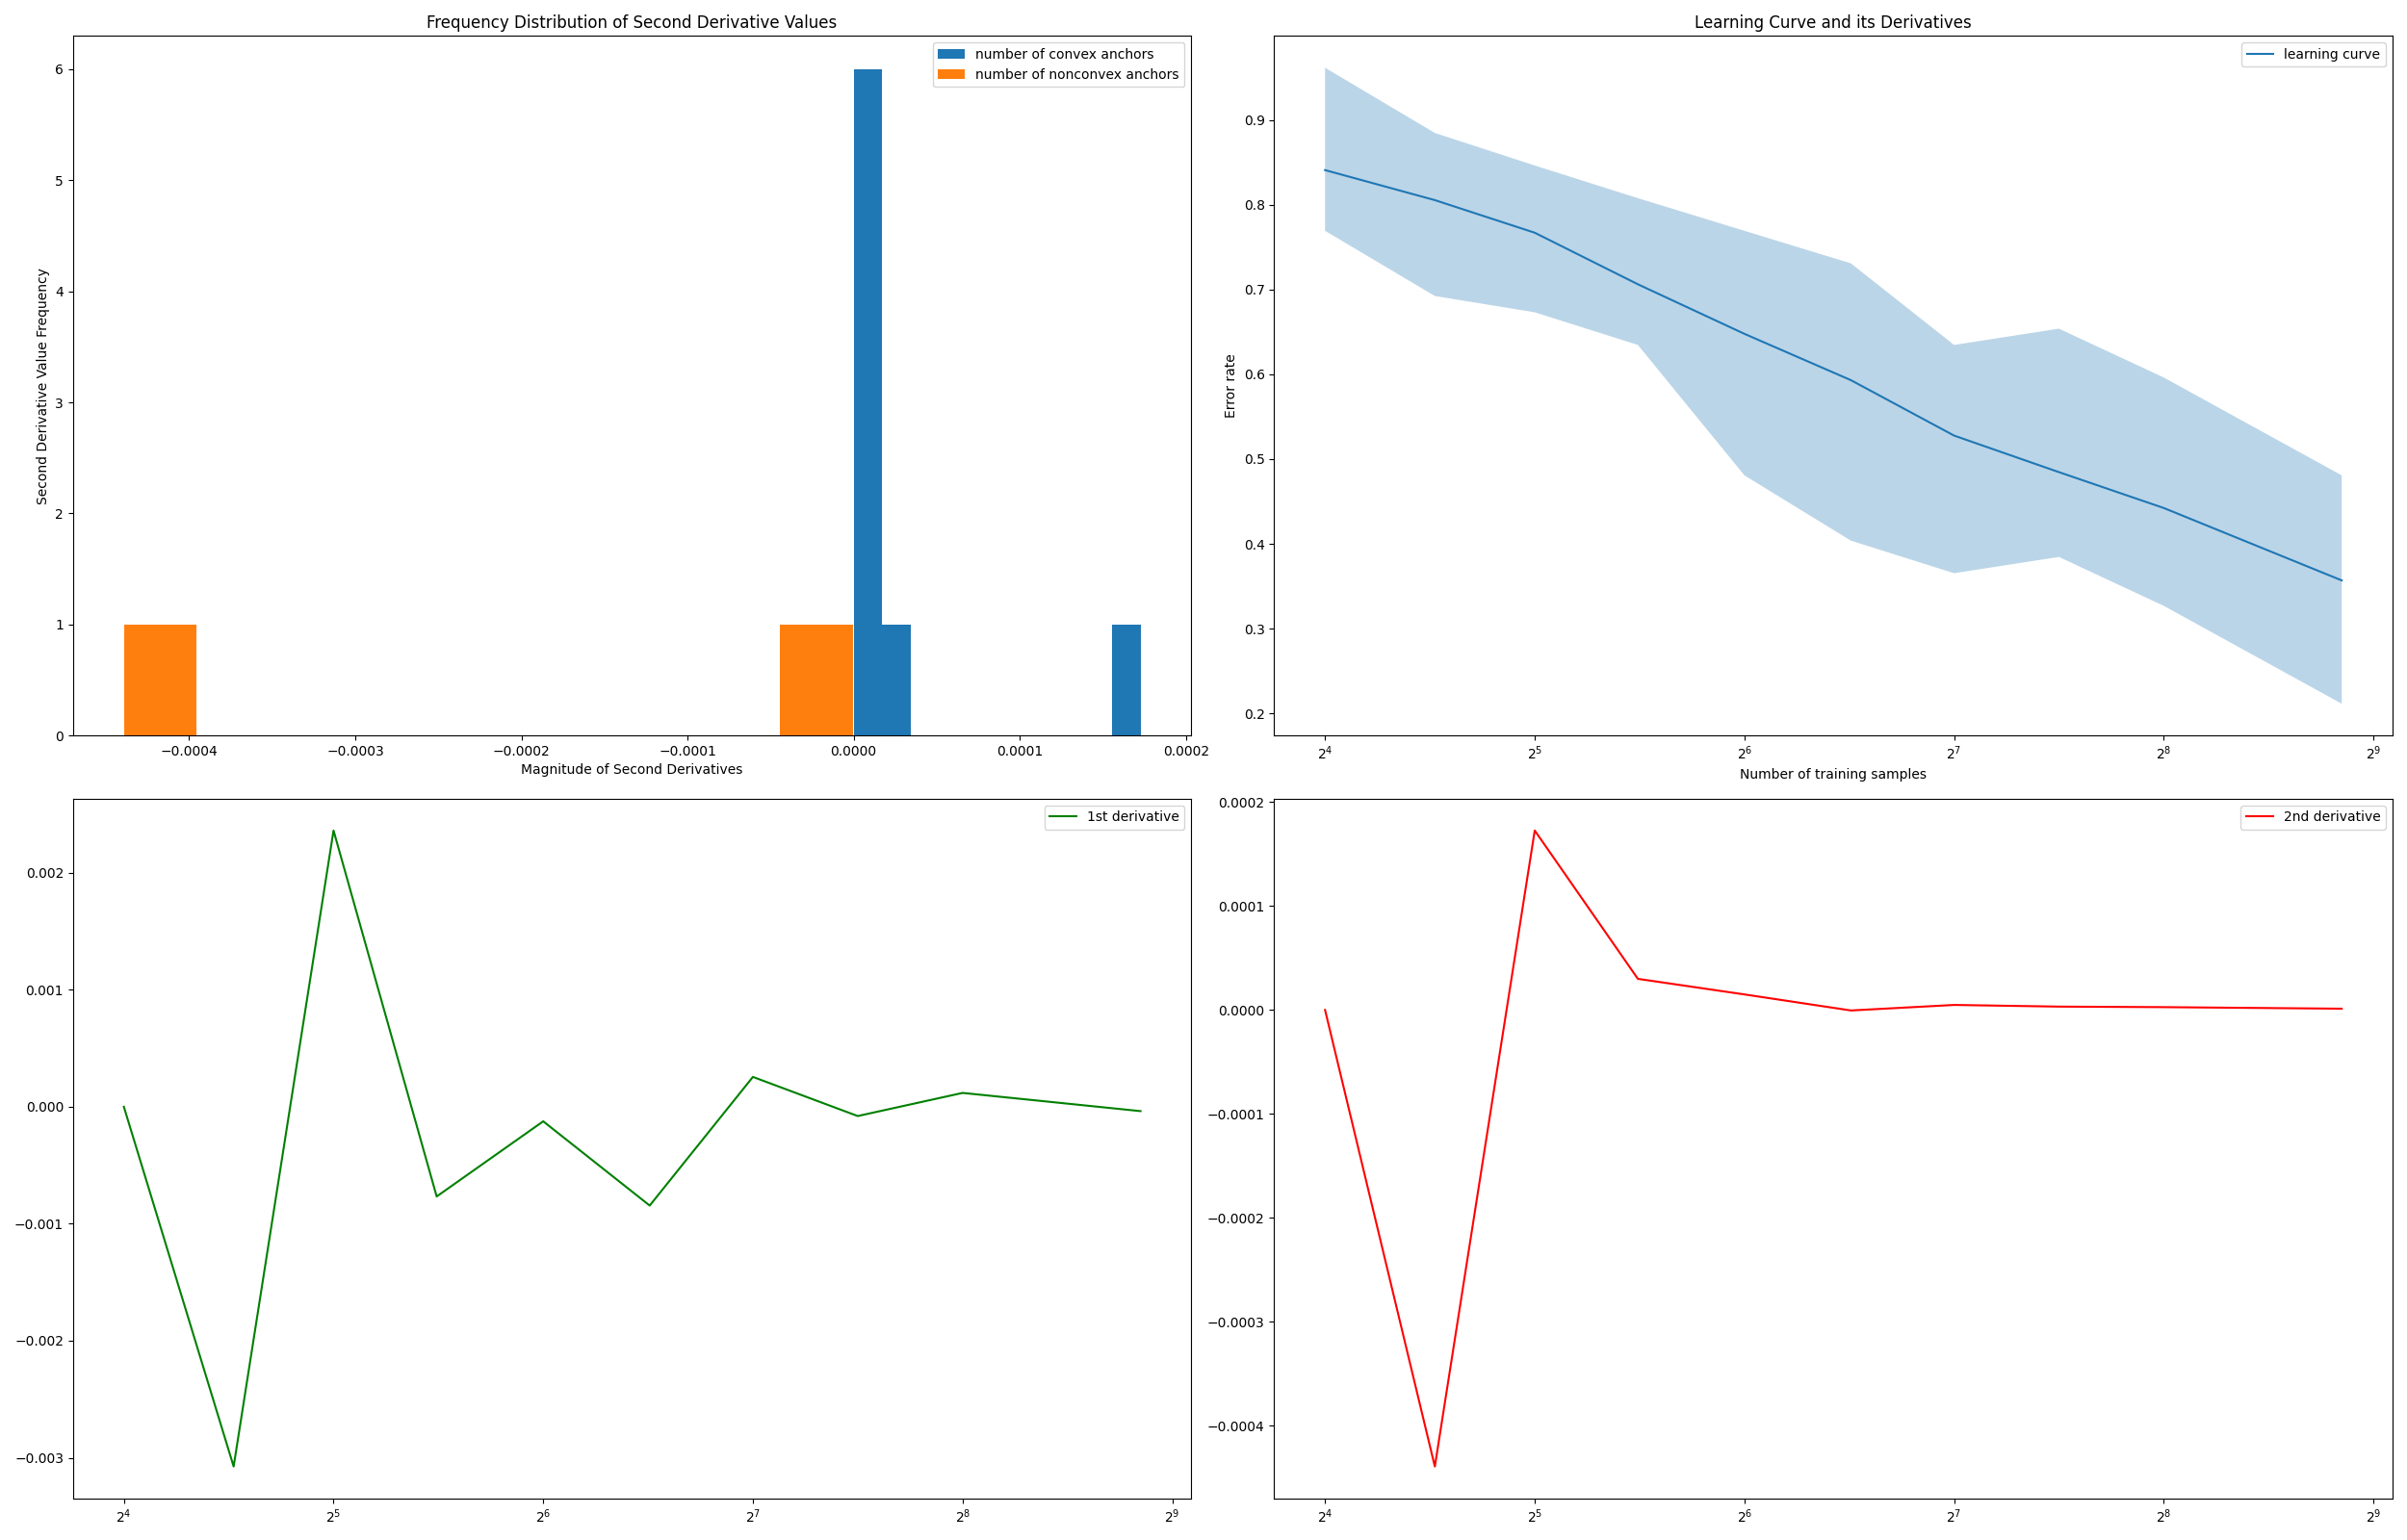 Frequency Distribution of Second Derivative Values
number of convex anchors
number of nonconvex anchors
Second Derivative Value Frequency
6
5
4
3
2
1
0
−0.0004 −0.0003 −0.0002 −0.0001 0.0000 0.0001 0.0002
Magnitude of Second Derivatives
Learning Curve and its Derivatives
learning curve
Error rate
0.9
0.8
0.7
0.6
0.5
0.4
0.3
0.2
2^4 2^5 2^6 2^7 2^8 2^9
Number of training samples
1st derivative
0.002
0.001
0.000
−0.001
−0.002
−0.003
2^4 2^5 2^6 2^7 2^8 2^9
2nd derivative
0.0002
0.0001
0.0000
−0.0001
−0.0002
−0.0003
−0.0004
2^4 2^5 2^6 2^7 2^8 2^9